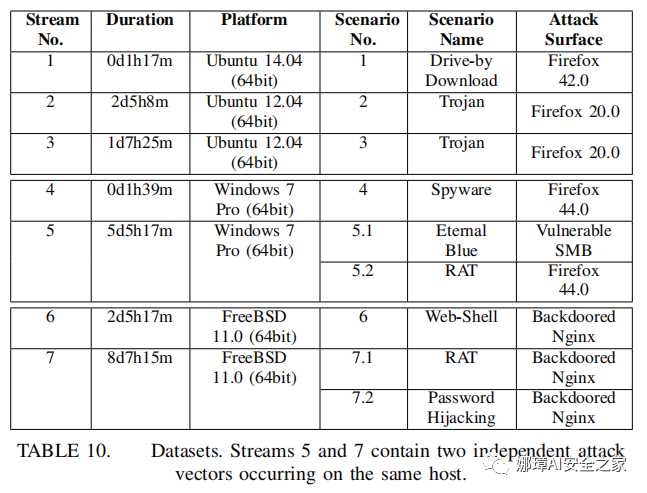 Stream No. Duration Platform Scenario No. Scenario Name Attack Surface
1 0d1h17m Ubuntu 14.04 (64bit) 1 Drive-by Download Firefox 42.0
2 2d5h8m Ubuntu 12.04 (64bit) 2 Trojan Firefox 20.0
3 1d7h25m Ubuntu 12.04 (64bit) 3 Trojan Firefox 20.0
4 0d1h39m Windows 7 Pro (64bit) 4 Spyware Firefox 44.0
5 5d5h17m Windows 7 Pro (64bit) 5.1 Eternal Blue Vulnerable SMB
5.2 RAT Firefox 44.0
6 2d5h17m FreeBSD 11.0 (64bit) 6 Web-Shell Backdoored Nginx
7 8d7h15m FreeBSD 11.0 (64bit) 7.1 RAT Backdoored Nginx
7.2 Password Hijacking Backdoored Nginx
TABLE 10. Datasets. Streams 5 and 7 contain two independent attack
vectors occurring on the same host.
娜璋AI安全之家